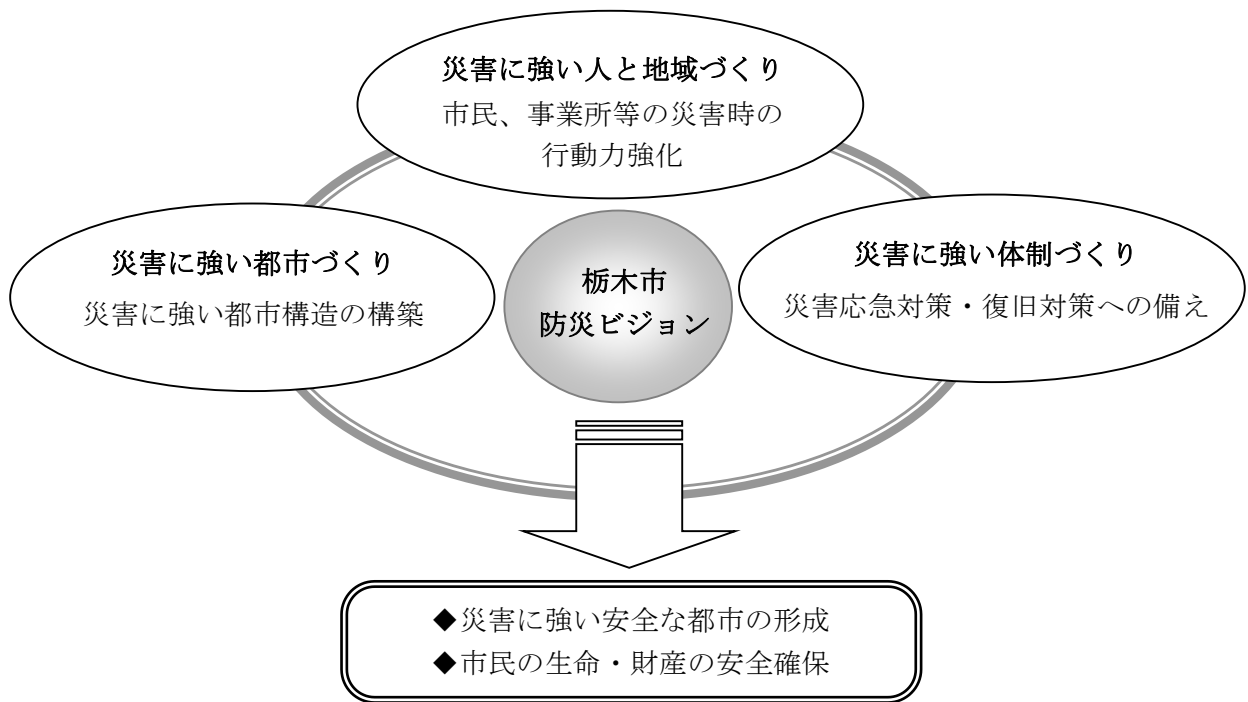 災害に強い人と地域づくり
市民、事業所等の災害時の
行動力強化
災害に強い都市づくり
災害に強い都市構造の構築
栃木市
防災ビジョン
災害に強い体制づくり
災害応急対策・復旧対策への備え
◆災害に強い安全な都市の形成
◆市民の生命・財産の安全確保